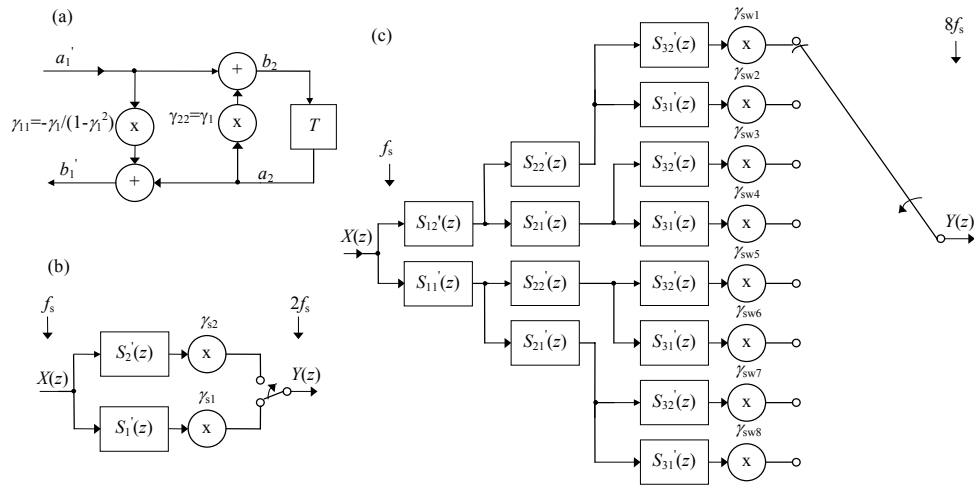 (a)
a₁'
+
b₂
γ₁₁=-γ₁/(1-γ₁²)
x
γ₂₂=γ₁
x
T
b₁'
+
a₂
(b)
fₛ
2fₛ
X(z)
S₂'(z)
γₛ₂
x
Y(z)
S₁'(z)
γₛ₁
x
(c)
fₛ
8fₛ
X(z)
S₁₂'(z)
S₁₁'(z)
S₂₂'(z)
S₂₁'(z)
S₂₂'(z)
S₂₁'(z)
S₃₂'(z)
γsw1
x
S₃₁'(z)
γsw2
x
S₃₂'(z)
γsw3
x
S₃₁'(z)
γsw4
x
S₃₂'(z)
γsw5
x
S₃₁'(z)
γsw6
x
S₃₂'(z)
γsw7
x
S₃₁'(z)
γsw8
x
Y(z)